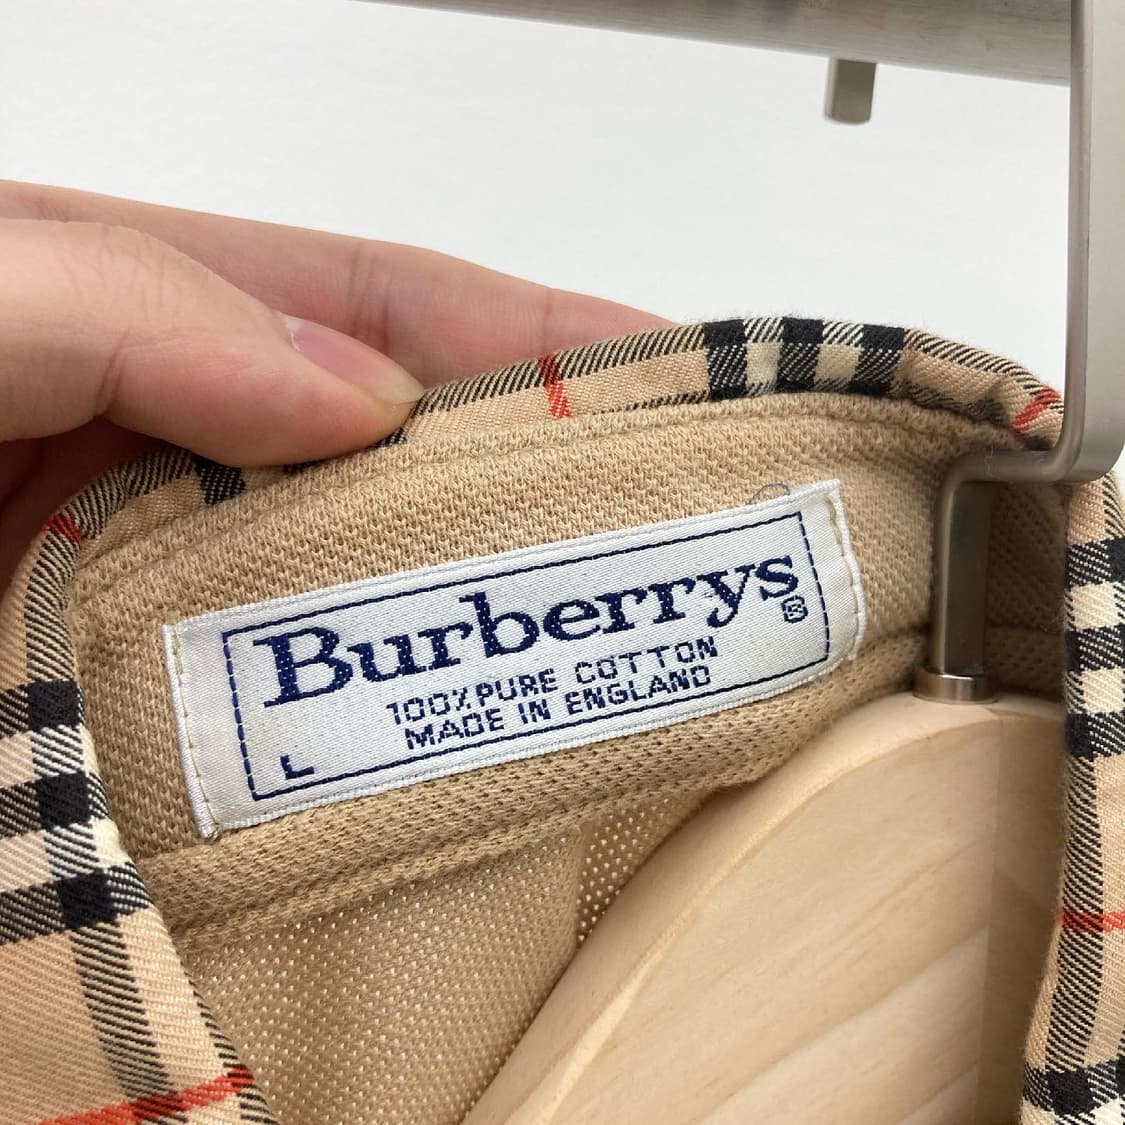 Burberrys®
100% PURE COTTON
MADE IN ENGLAND
L